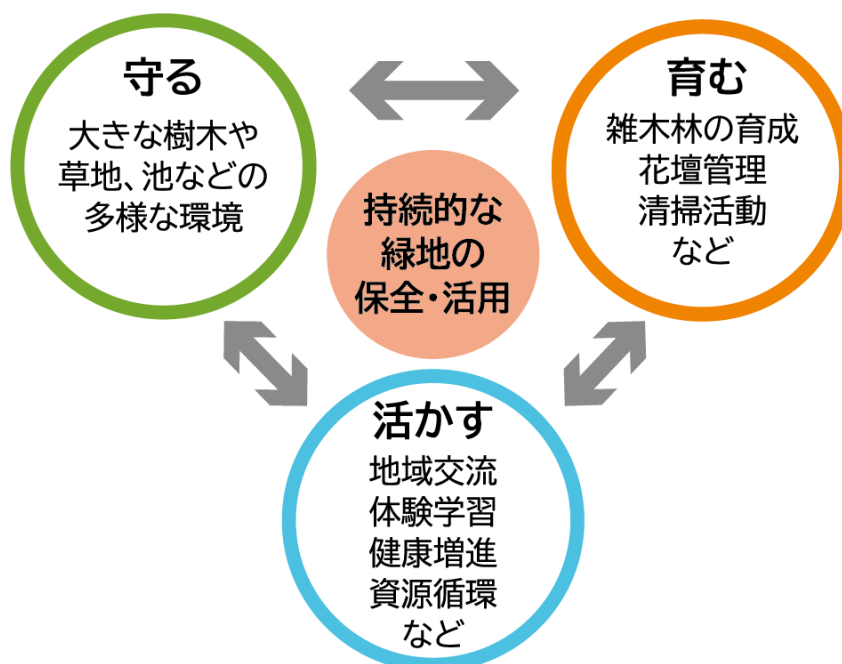 守る
大きな樹木や
草地、池などの
多様な環境
育む
雑木林の育成
花壇管理
清掃活動
など
持続的な
緑地の
保全・活用
活かす
地域交流
体験学習
健康増進
資源循環
など